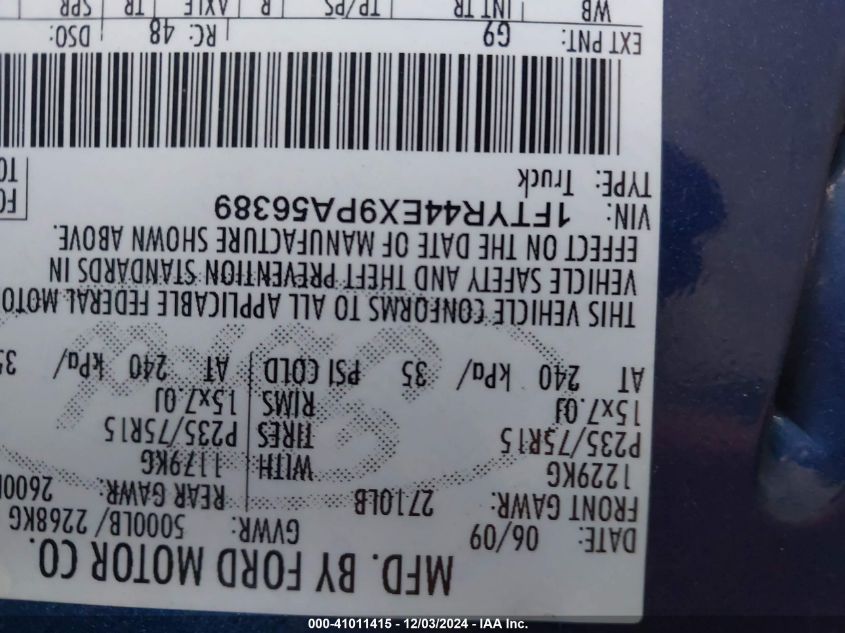 MFD. BY FORD MOTOR CO.
DATE: 06/09 GVWR: 5000LB/ 2268KG
FRONT GAWR: 2710LB REAR GAWR: 2600
1229KG WITH 1179KG
P235/75R15 TIRES P235/75R15
15x7.0J RIMS 15x7.0J
AT 240 kPa/ 35 PSI COLD AT 240 kPa/ 35
THIS VEHICLE CONFORMS TO ALL APPLICABLE FEDERAL MOTO
VEHICLE SAFETY AND THEFT PREVENTION STANDARDS IN
EFFECT ON THE DATE OF MANUFACTURE SHOWN ABOVE.
VIN: 1FTYR44EX9PA56389
TYPE: Truck
EXT PNT: G9 RC: 48 DSO:
WB INT TR TP/PS R AXLE TR SPR
000-41011415 - 12/03/2024 - IAA Inc.